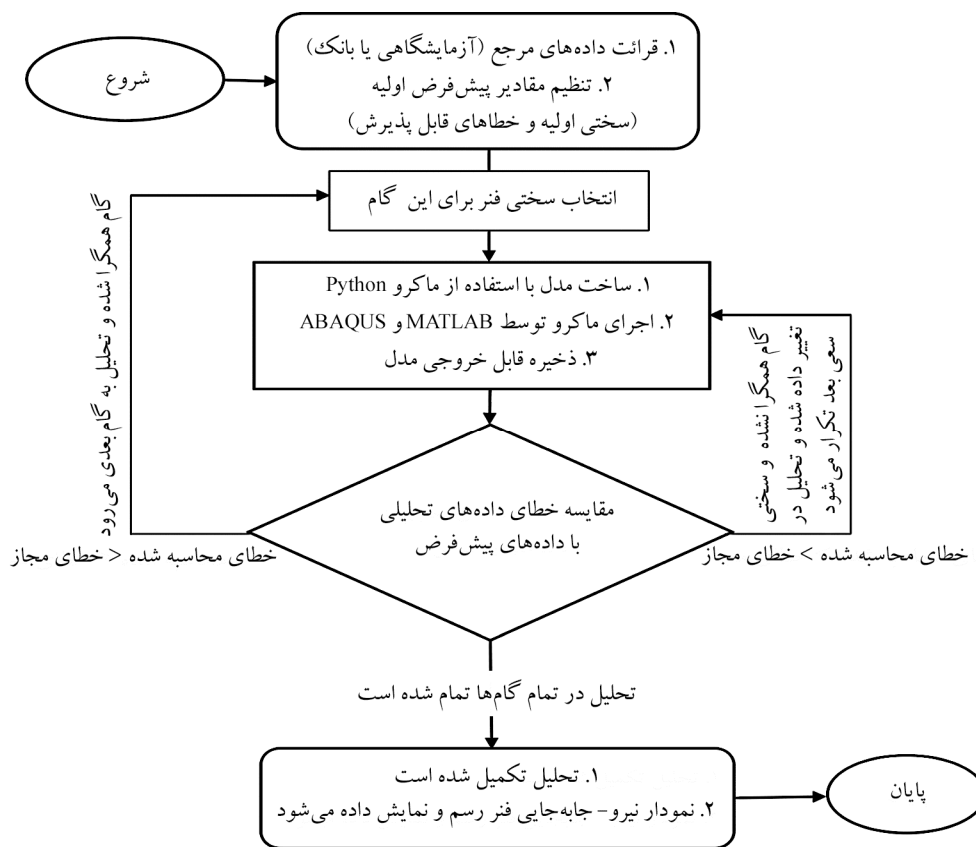 شروع
۱. قرائت داده‌های مرجع (آزمایشگاهی یا بانک)
۲. تنظیم مقادیر پیش‌فرض اولیه
(سختی اولیه و خطاهای قابل پذیرش)
انتخاب سختی فنر برای این گام
۱. ساخت مدل با استفاده از ماکرو Python
۲. اجرای ماکرو توسط MATLAB و ABAQUS
۳. ذخیره قابل خروجی مدل
گام همگرا نشده و سختی
تغییر داده شده و تحلیل در
سعی بعد تکرار می‌شود
گام همگرا شده و تحلیل به گام بعدی می‌رود
مقایسه خطای داده‌های تحلیلی
با داده‌های پیش‌فرض
خطای محاسبه شده > خطای مجاز
خطای محاسبه شده < خطای مجاز
تحلیل در تمام گام‌ها تمام شده است
۱. تحلیل تکمیل شده است
۲. نمودار نیرو- جابه‌جایی فنر رسم و نمایش داده می‌شود
پایان